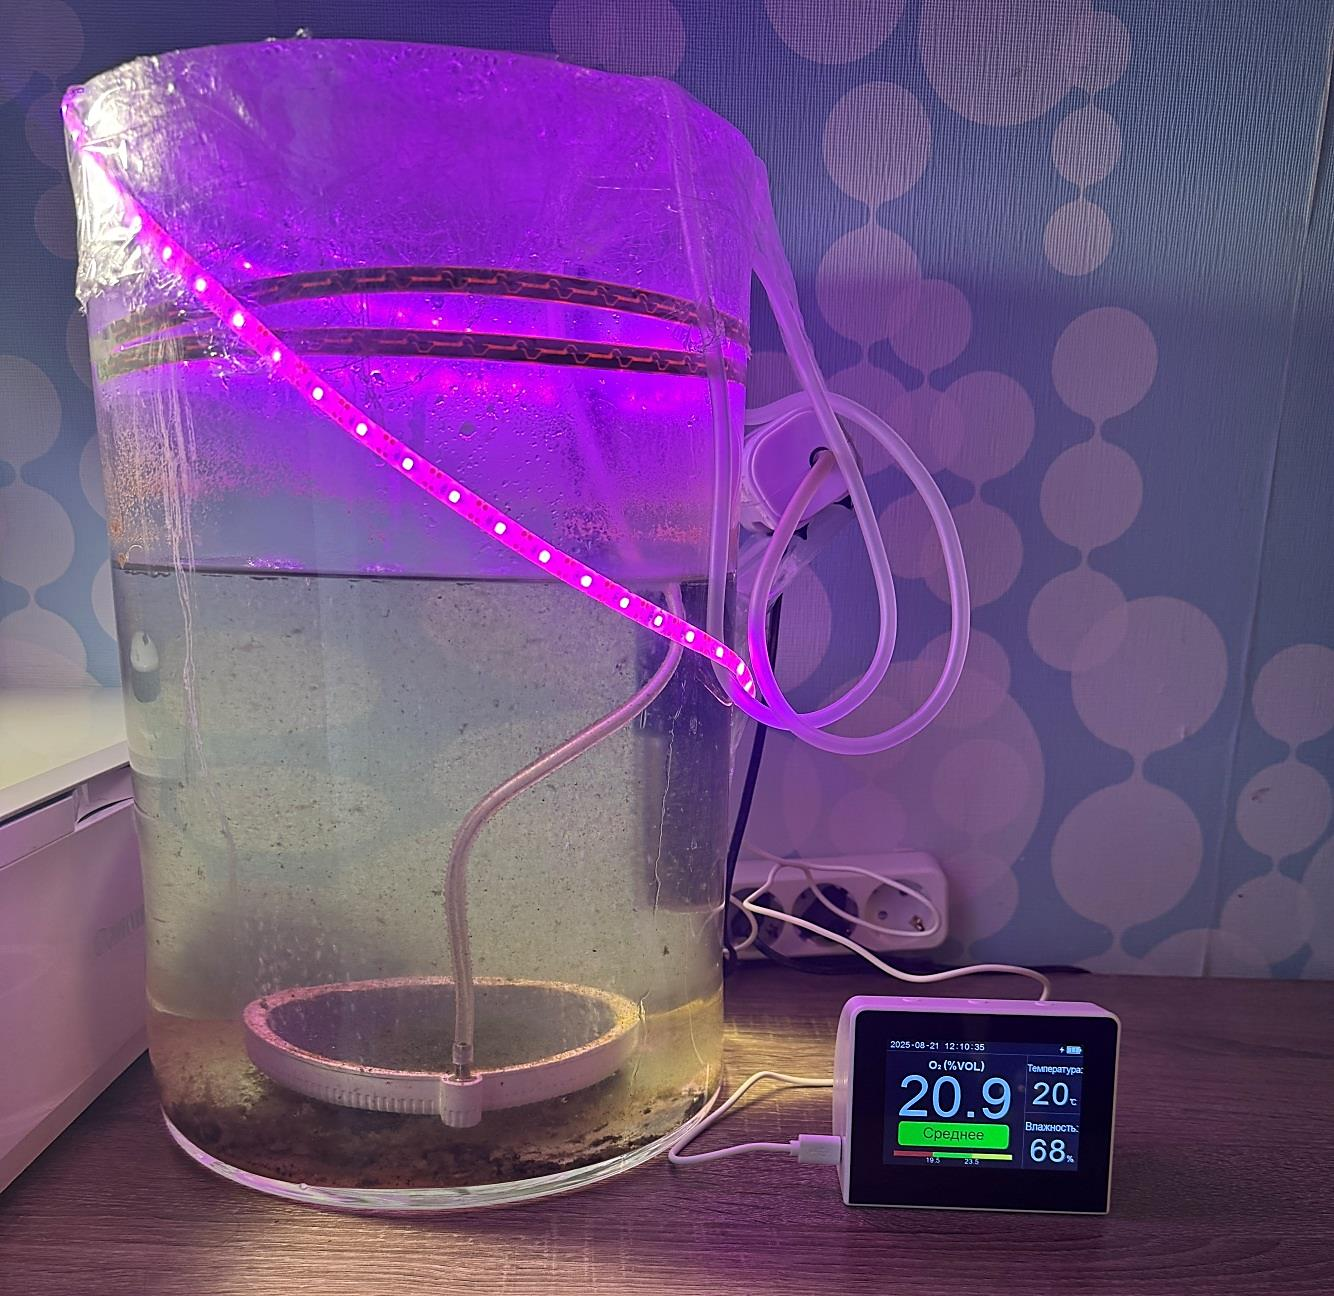 2025-08-21 12:10:35
O₂ (%VOL)
20.9
Среднее
19.5 23.5
Температура:
20℃
Влажность:
68%